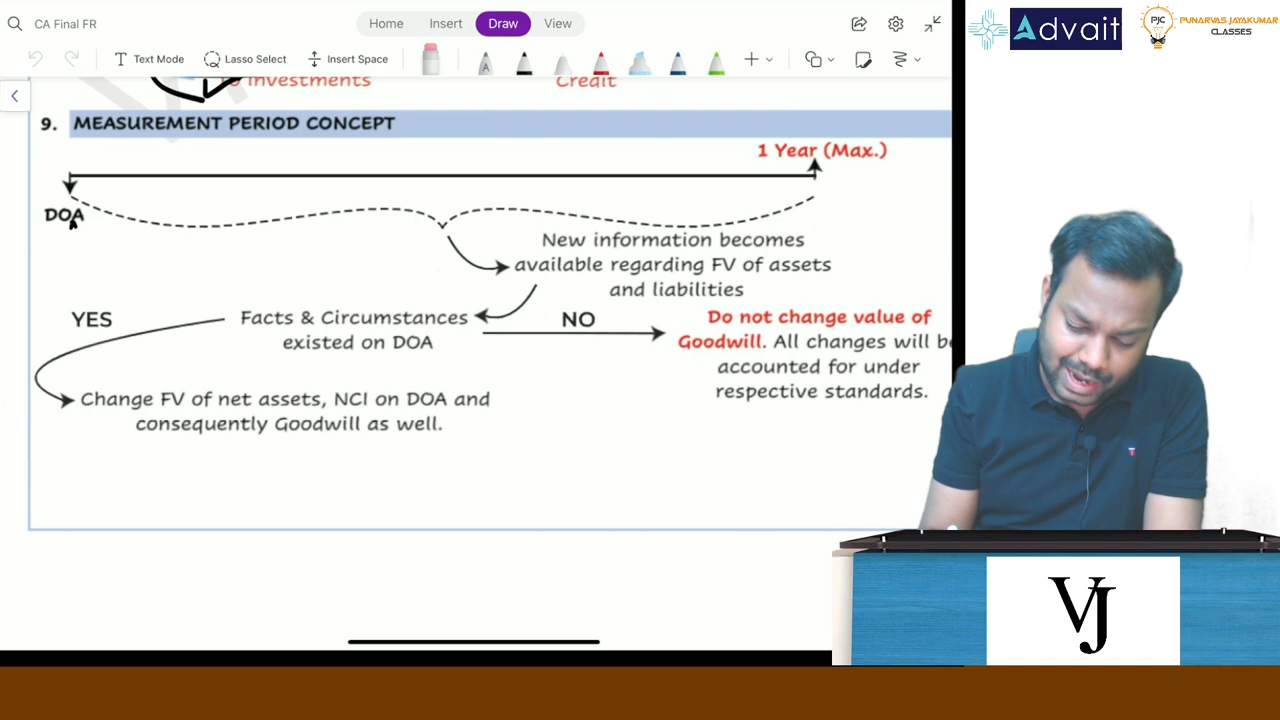 CA Final FR
Home Insert Draw View
Text Mode Lasso Select Insert Space
Advait
PJC
PUNARVAS JAYAKUMAR
CLASSES
to Investments Credit
9. MEASUREMENT PERIOD CONCEPT
1 Year (Max.)
DOA
New information becomes
available regarding FV of assets
and liabilities
YES
Facts & Circumstances
existed on DOA
NO
Do not change value of
Goodwill. All changes will be
accounted for under
respective standards.
Change FV of net assets, NCI on DOA and
consequently Goodwill as well.
VJ